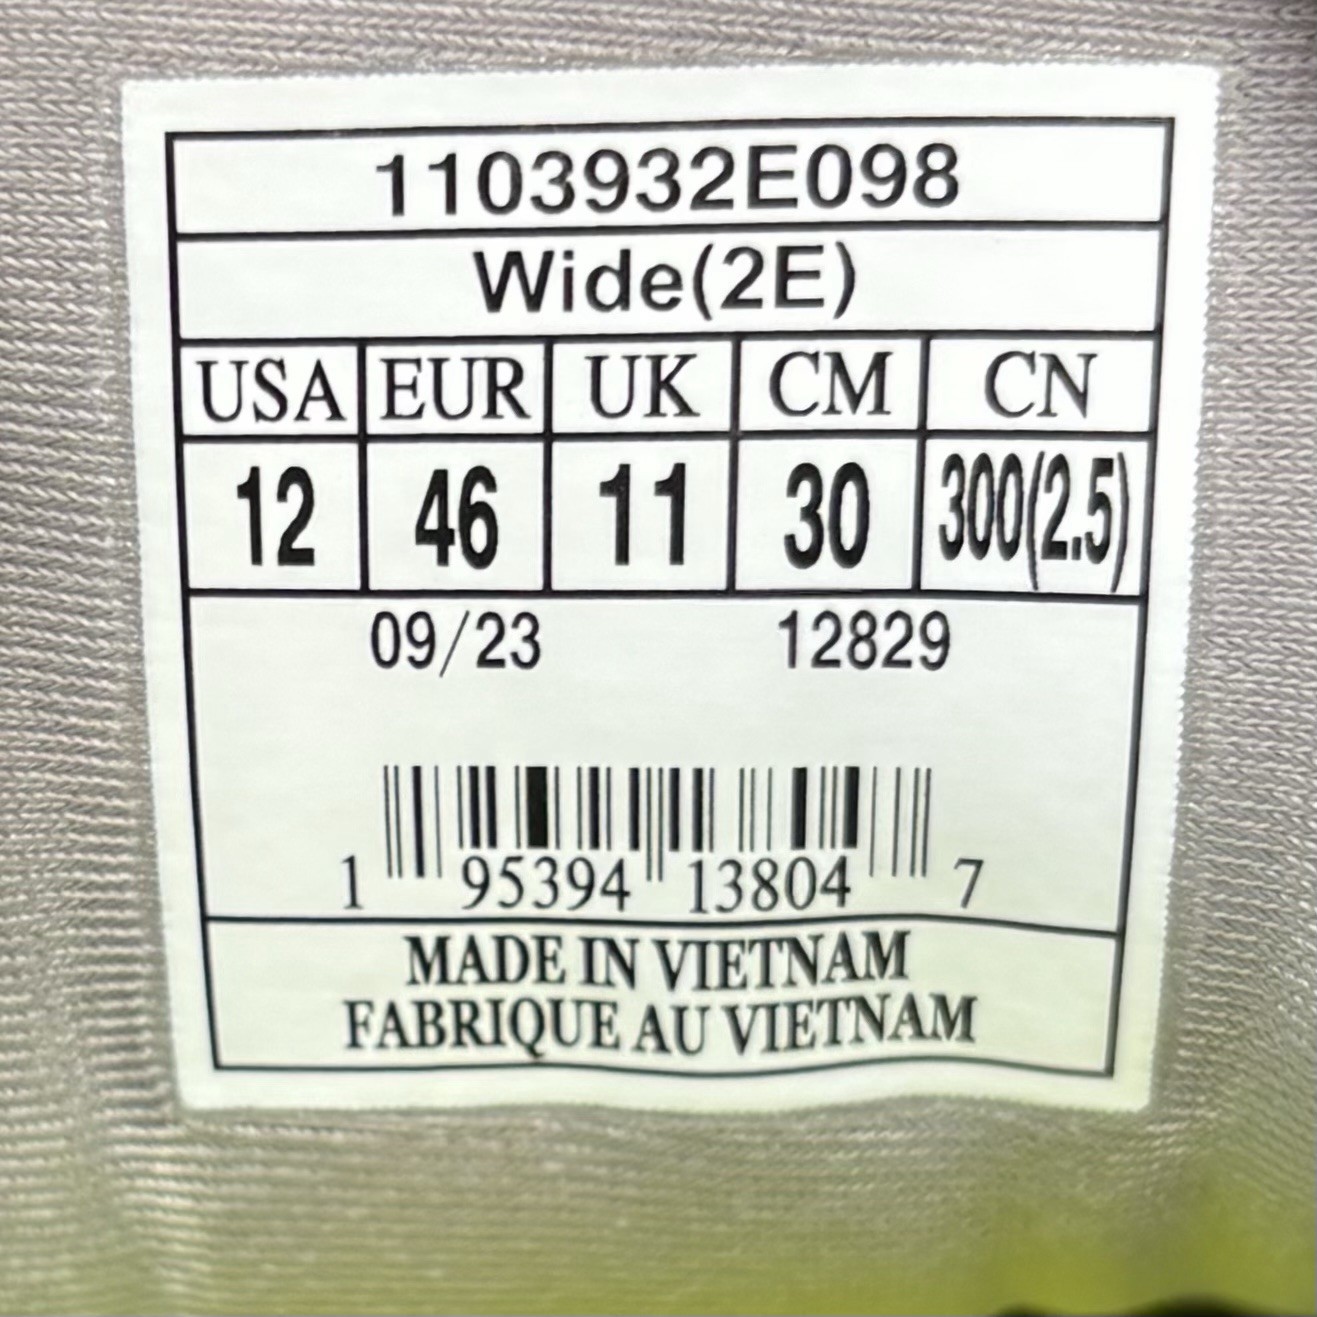 1103932E098
Wide(2E)
USA EUR UK CM CN
12 46 11 30 300(2.5)
09/23 12829
1 95394 13804 7
MADE IN VIETNAM
FABRIQUE AU VIETNAM